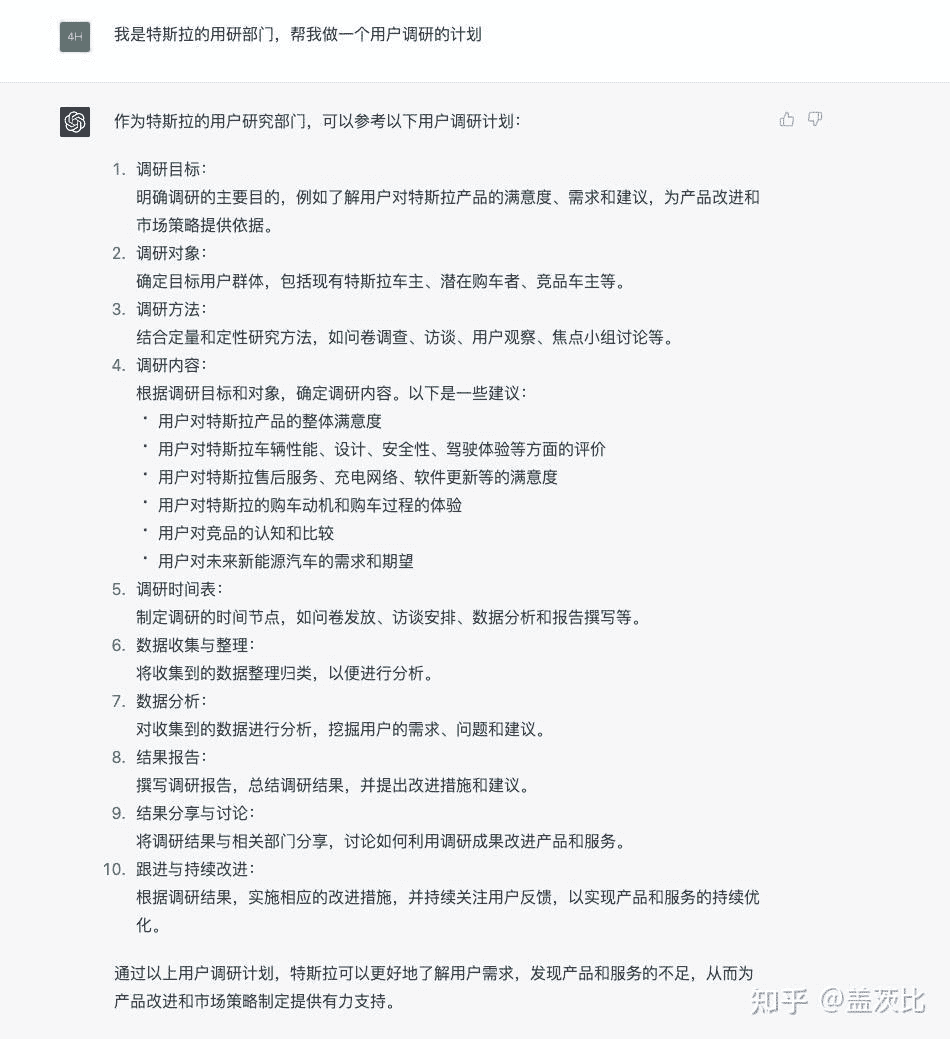 4H
我是特斯拉的用研部门，帮我做一个用户调研的计划
作为特斯拉的用户研究部门，可以参考以下用户调研计划：
1. 调研目标：
明确调研的主要目的，例如了解用户对特斯拉产品的满意度、需求和建议，为产品改进和
市场策略提供依据。
2. 调研对象：
确定目标用户群体，包括现有特斯拉车主、潜在购车者、竞品车主等。
3. 调研方法：
结合定量和定性研究方法，如问卷调查、访谈、用户观察、焦点小组讨论等。
4. 调研内容：
根据调研目标和对象，确定调研内容。以下是一些建议：
• 用户对特斯拉产品的整体满意度
• 用户对特斯拉车辆性能、设计、安全性、驾驶体验等方面的评价
• 用户对特斯拉售后服务、充电网络、软件更新等的满意度
• 用户对特斯拉的购车动机和购车过程的体验
• 用户对竞品的认知和比较
• 用户对未来新能源汽车的需求和期望
5. 调研时间表：
制定调研的时间节点，如问卷发放、访谈安排、数据分析和报告撰写等。
6. 数据收集与整理：
将收集到的数据整理归类，以便进行分析。
7. 数据分析：
对收集到的数据进行分析，挖掘用户的需求、问题和建议。
8. 结果报告：
撰写调研报告，总结调研结果，并提出改进措施和建议。
9. 结果分享与讨论：
将调研结果与相关部门分享，讨论如何利用调研成果改进产品和服务。
10. 跟进与持续改进：
根据调研结果，实施相应的改进措施，并持续关注用户反馈，以实现产品和服务的持续优
化。
通过以上用户调研计划，特斯拉可以更好地了解用户需求，发现产品和服务的不足，从而为
产品改进和市场策略制定提供有力支持。
知乎 @盖茨比